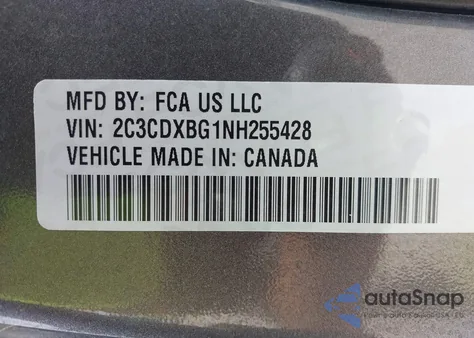 MFD BY: FCA US LLC
VIN: 2C3CDXBG1NH255428
VEHICLE MADE IN: CANADA
autoSnap